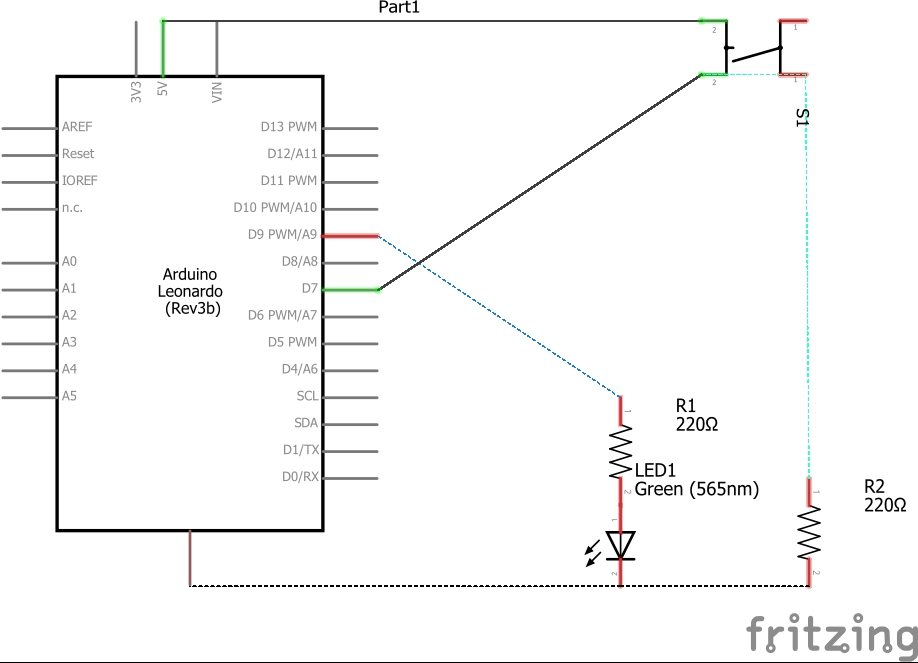 Part1
2
1
3V3
5V
VIN
2
1
S1
AREF
Reset
IOREF
n.c.
A0
A1
A2
A3
A4
A5
D13 PWM
D12/A11
D11 PWM
D10 PWM/A10
D9 PWM/A9
D8/A8
D7
D6 PWM/A7
D5 PWM
D4/A6
SCL
SDA
D1/TX
D0/RX
Arduino
Leonardo
(Rev3b)
1
R1
220Ω
2
LED1
Green (565nm)
1
2
1
R2
220Ω
2
fritzing